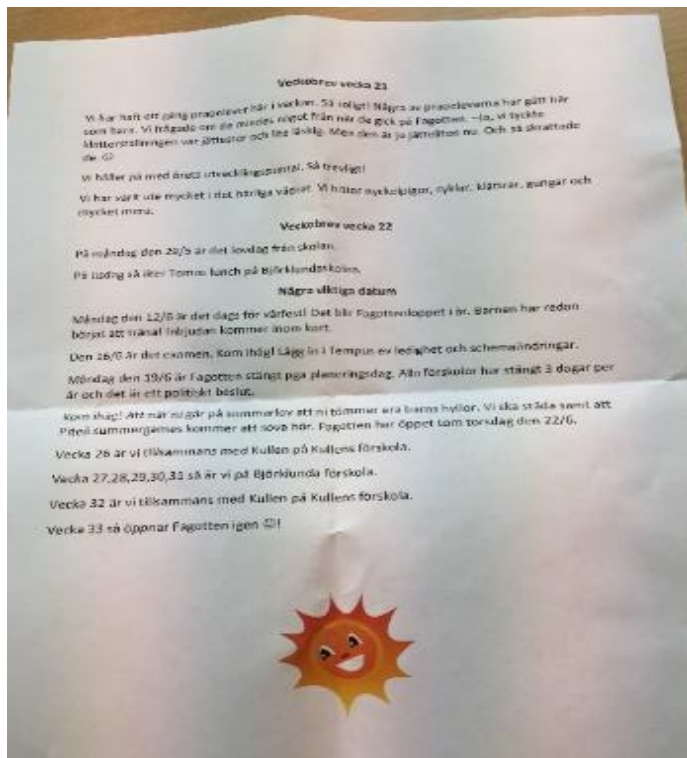 Veckobrev vecka 21
Vi har haft ett gäng praoelever här i veckan. Så roligt! Några av praoeleverna har gått här
som barn. Vi frågade om de mindes något från när de gick på Fagotten. –Ja, vi tyckte
klätterställningen var jättestor och lite läskig. Men den är ju jätteliten nu. Och så skrattade
de. ☺
Vi håller på med årets utvecklingssamtal. Så trevligt!
Vi har varit ute mycket i det härliga vädret. Vi hittar nyckelpigor, cyklar, klättrar, gungar och
mycket mera.
Veckobrev vecka 22
På måndag den 29/5 är det lovdag från skolan.
På tisdag så äter Tomas lunch på Björklundaskolan.
Några viktiga datum
Måndag den 12/6 är det dags för vårfest! Det blir Fagottenloppet i år. Barnen har redan
börjat att träna! Inbjudan kommer inom kort.
Den 16/6 är det examen. Kom ihåg! Lägg in i Tempus ev ledighet och schemaändringar.
Måndag den 19/6 är Fagotten stängt pga planeringsdag. Alla förskolor har stängt 3 dagar per
år och det är ett politiskt beslut.
Kom ihåg! Att när ni går på sommarlov att ni tömmer era barns hyllor. Vi ska städa samt att
Piteå summergames kommer att sova här. Fagotten har öppet tom torsdag den 22/6.
Vecka 26 är vi tillsammans med Kullen på Kullens förskola.
Vecka 27,28,29,30,31 så är vi på Björklunda förskola.
Vecka 32 är vi tillsammans med Kullen på Kullens förskola.
Vecka 33 så öppnar Fagotten igen ☺!